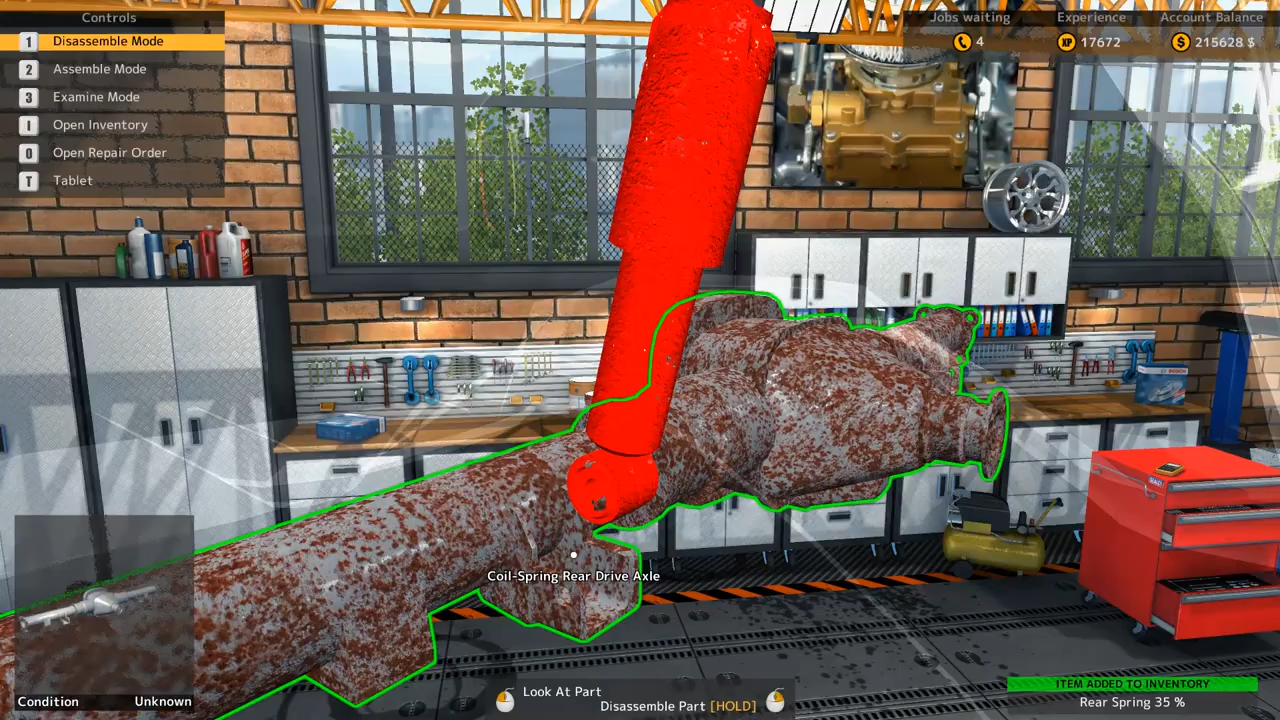 Controls
1 Disassemble Mode
2 Assemble Mode
3 Examine Mode
I Open Inventory
O Open Repair Order
T Tablet
Jobs waiting
4
Experience
XP 17672
Account Balance
$ 215628 $
BOSCH
Coil-Spring Rear Drive Axle
Condition Unknown
Look At Part
Disassemble Part [HOLD]
ITEM ADDED TO INVENTORY
Rear Spring 35 %